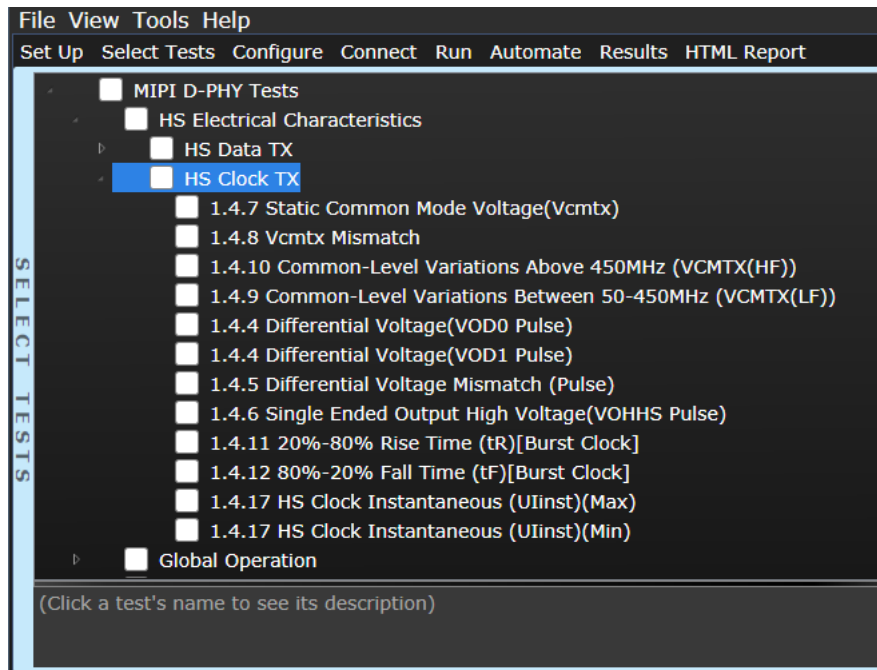 File View Tools Help
Set Up Select Tests Configure Connect Run Automate Results HTML Report
MIPI D-PHY Tests
HS Electrical Characteristics
HS Data TX
HS Clock TX
1.4.7 Static Common Mode Voltage(Vcmtx)
1.4.8 Vcmtx Mismatch
1.4.10 Common-Level Variations Above 450MHz (VCMTX(HF))
1.4.9 Common-Level Variations Between 50-450MHz (VCMTX(LF))
1.4.4 Differential Voltage(VOD0 Pulse)
1.4.4 Differential Voltage(VOD1 Pulse)
1.4.5 Differential Voltage Mismatch (Pulse)
1.4.6 Single Ended Output High Voltage(VOHHS Pulse)
1.4.11 20%-80% Rise Time (tR)[Burst Clock]
1.4.12 80%-20% Fall Time (tF)[Burst Clock]
1.4.17 HS Clock Instantaneous (UIinst)(Max)
1.4.17 HS Clock Instantaneous (UIinst)(Min)
Global Operation
SELECT TESTS
(Click a test's name to see its description)